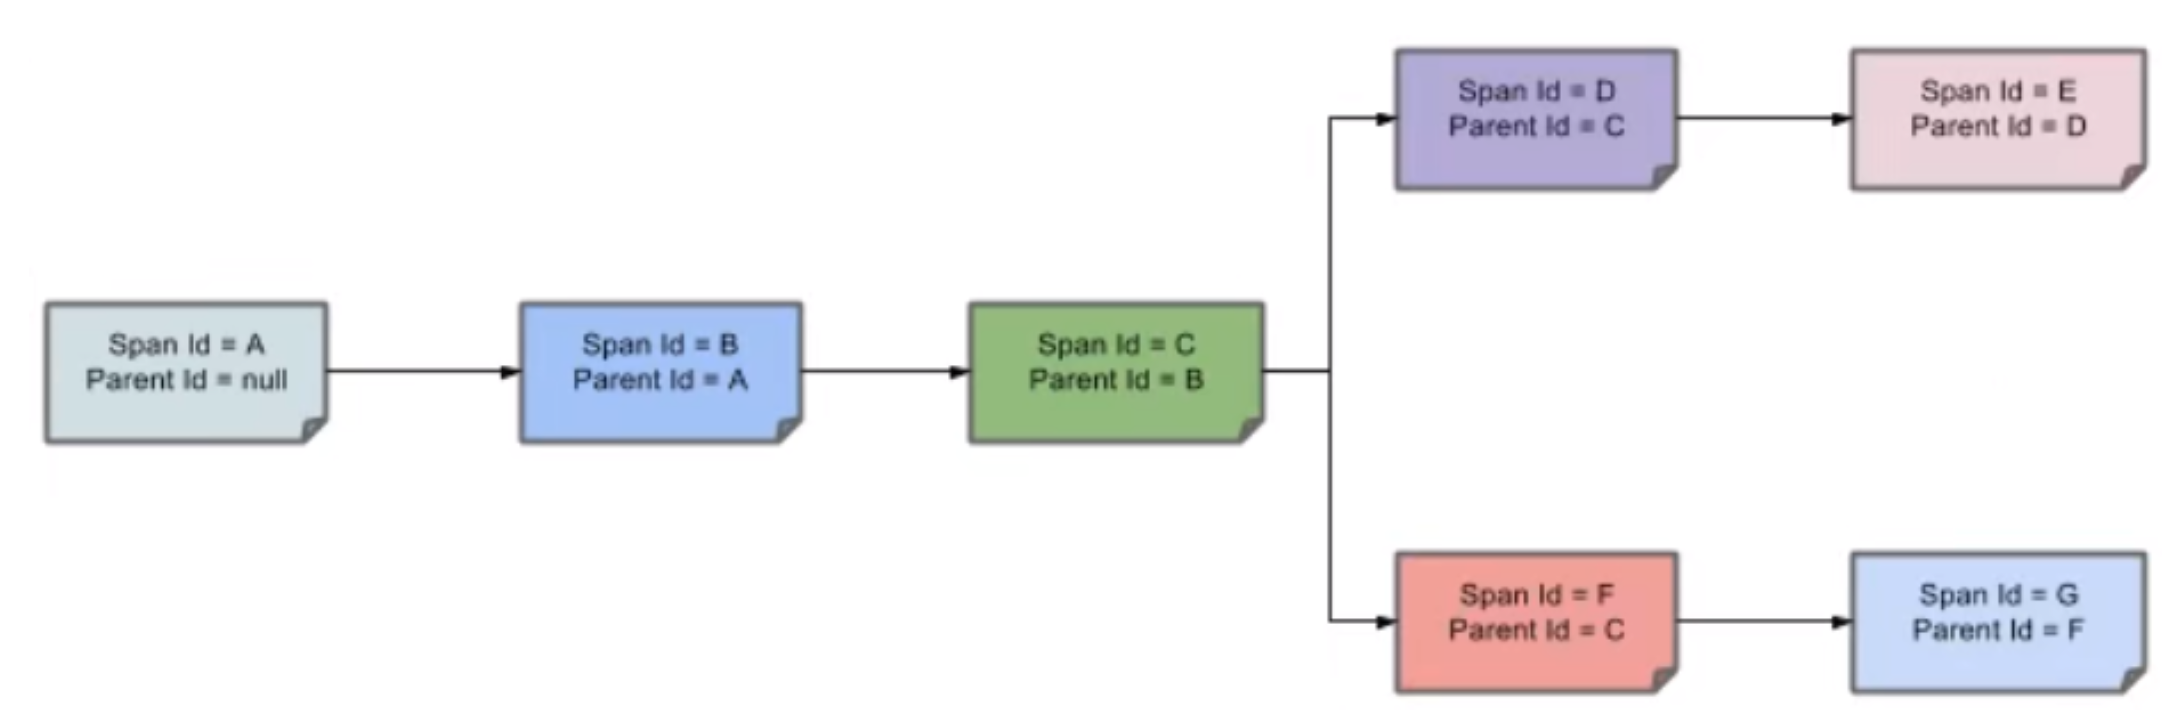 Span Id = D
Parent Id = C
Span Id = E
Parent Id = D
Span Id = A
Parent Id = null
Span Id = B
Parent Id = A
Span Id = C
Parent Id = B
Span Id = F
Parent Id = C
Span Id = G
Parent Id = F